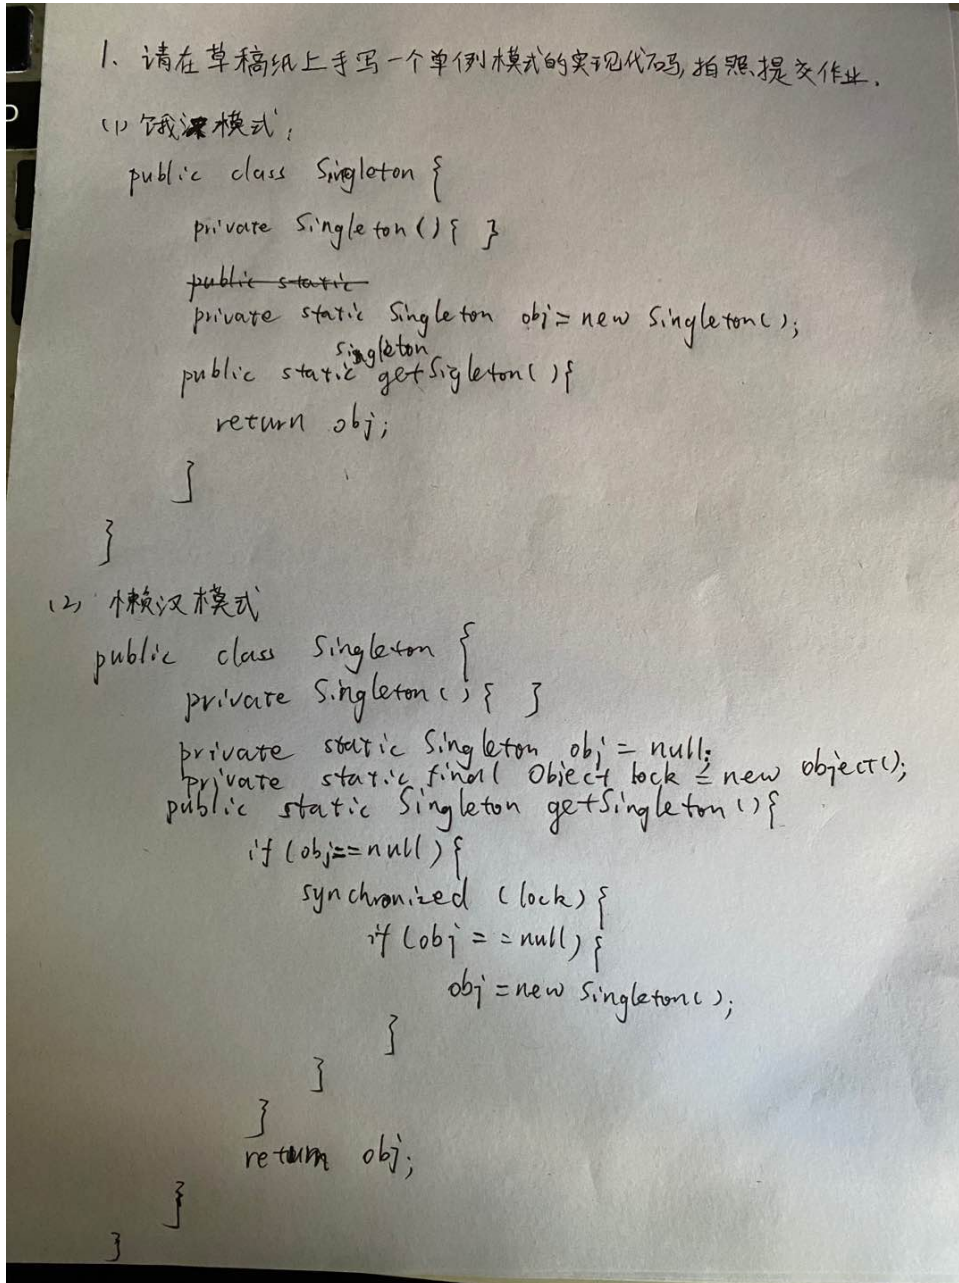 1、请在草稿纸上手写一个单例模式的实现代码,拍照提交作业.
(1) 饿汉模式:
public class Singleton {
private Singleton(){ }
public static
private static Singleton obj = new Singleton();
singleton
public static getSigleton(){
return obj;
}
}
(2) 懒汉模式
public class Singleton {
private Singleton(){ }
private static Singleton obj = null;
private static final Object lock = new object();
public static Singleton getSingleton(){
if(obj==null){
synchronized (lock){
if(obj==null){
obj = new Singleton();
}
}
}
return obj;
}
}